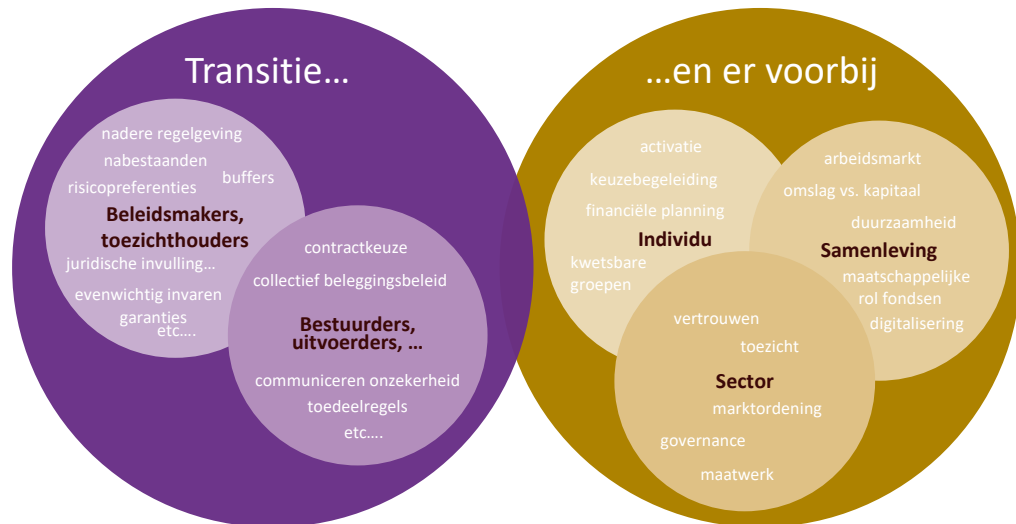 Transitie…
nadere regelgeving
nabestaanden
buffers
risicopreferenties
Beleidsmakers,
toezichthouders
juridische invulling…
evenwichtig invaren
garanties
etc….
contractkeuze
collectief beleggingsbeleid
Bestuurders,
uitvoerders, …
communiceren onzekerheid
toedeelregels
etc….
…en er voorbij
activatie
keuzebegeleiding
financiële planning
Individu
kwetsbare
groepen
arbeidsmarkt
omslag vs. kapitaal
duurzaamheid
Samenleving
maatschappelijke
rol fondsen
digitalisering
vertrouwen
toezicht
Sector
marktordening
governance
maatwerk